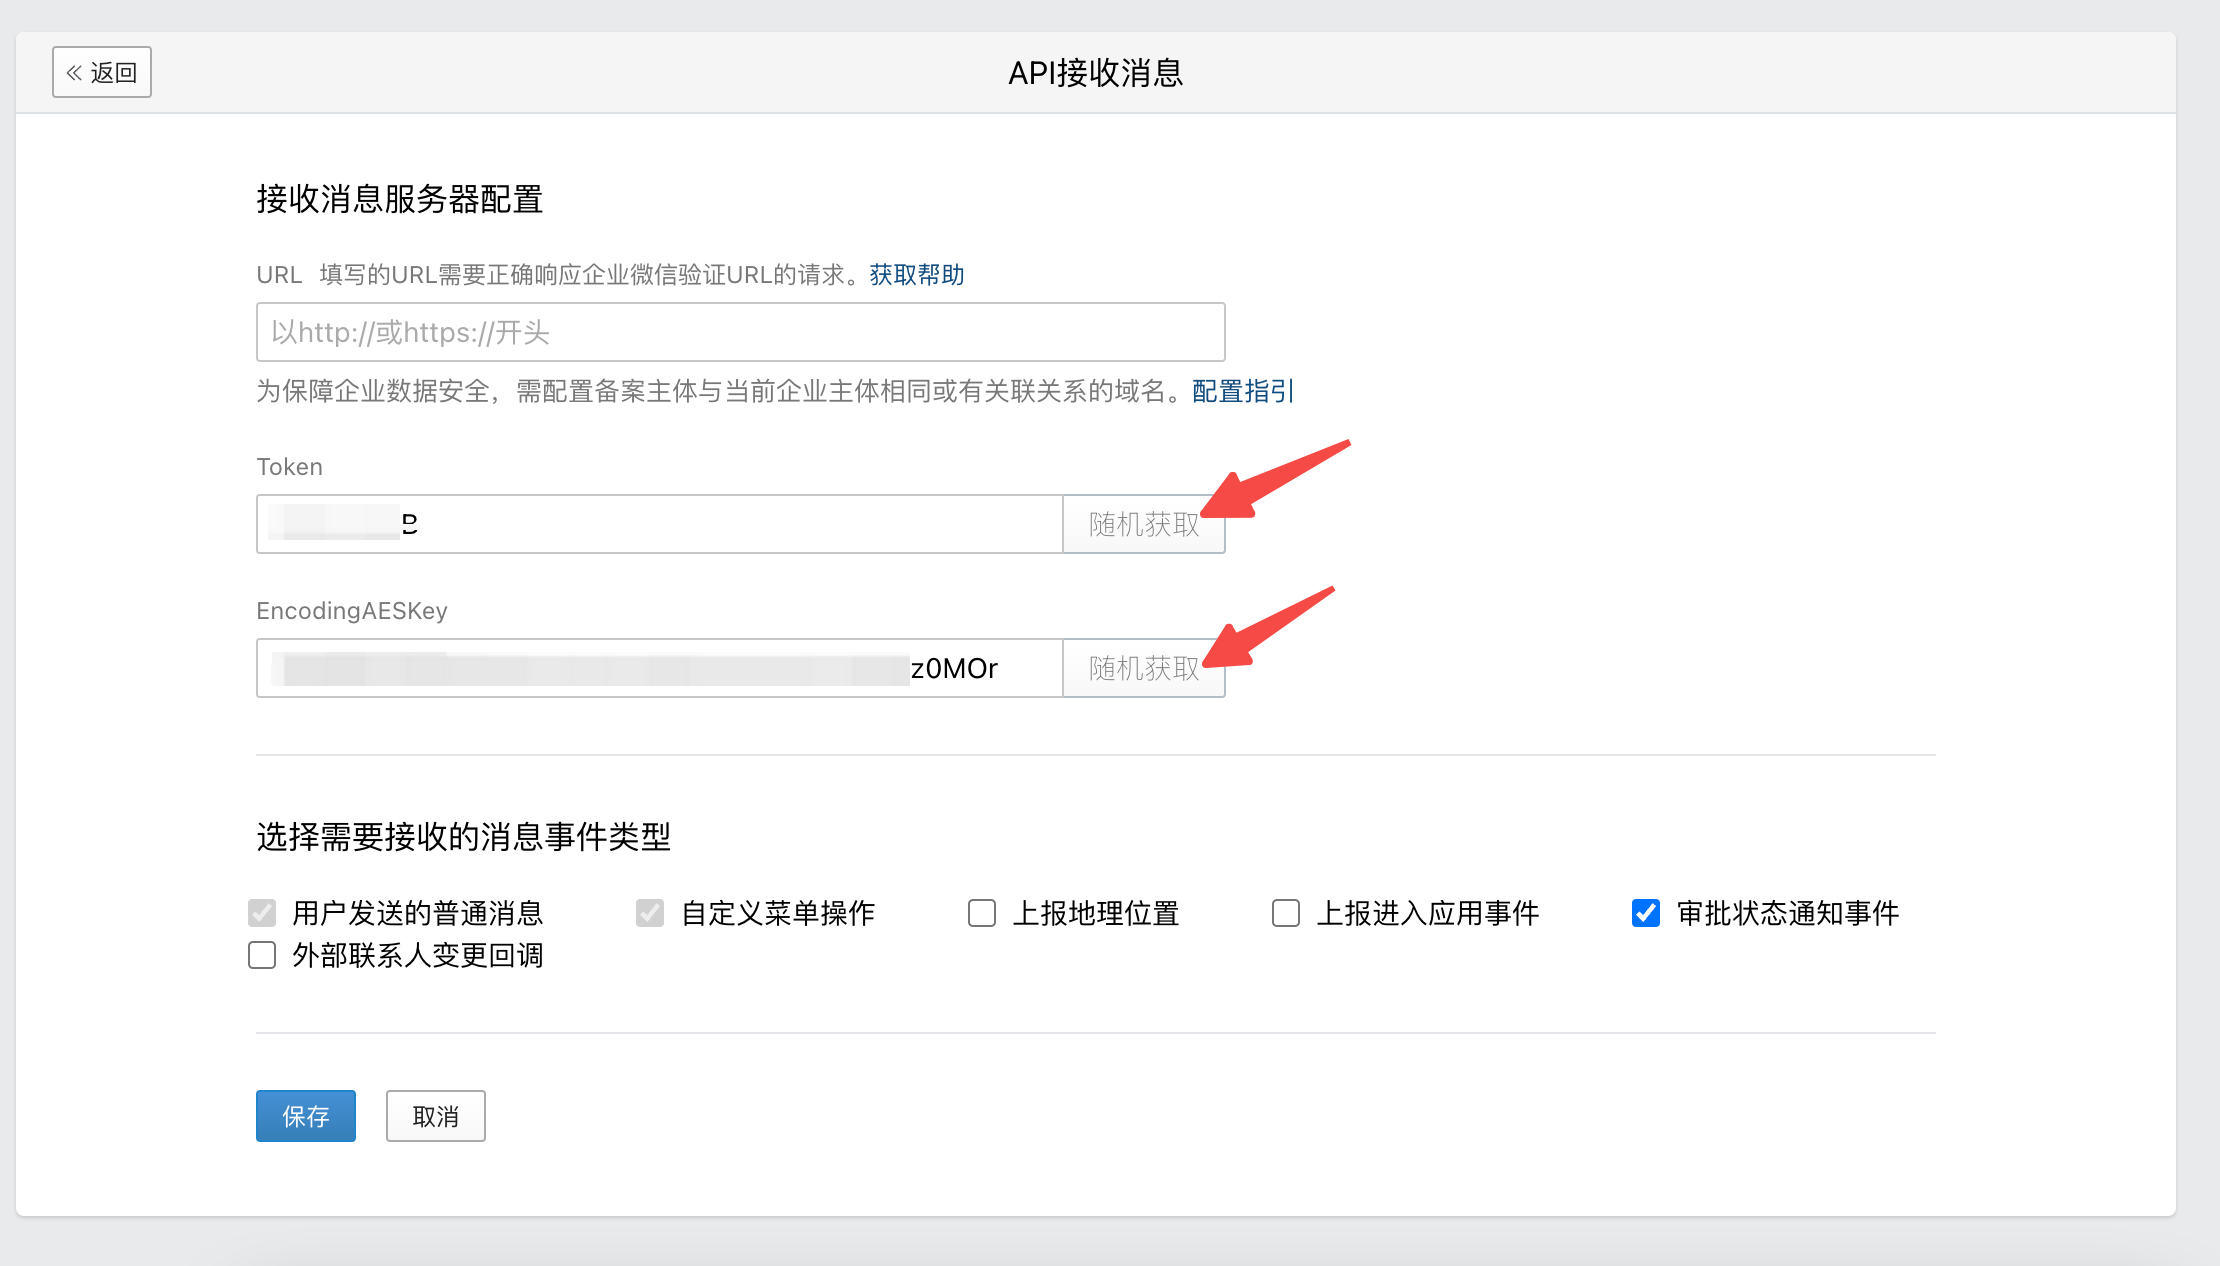 返回
API接收消息
接收消息服务器配置
URL 填写的URL需要正确响应企业微信验证URL的请求。获取帮助
以http://或https://开头
为保障企业数据安全，需配置备案主体与当前企业主体相同或有关联关系的域名。配置指引
Token
B 随机获取
EncodingAESKey
z0MOr 随机获取
选择需要接收的消息事件类型
用户发送的普通消息 自定义菜单操作 上报地理位置 上报进入应用事件 审批状态通知事件
外部联系人变更回调
保存 取消